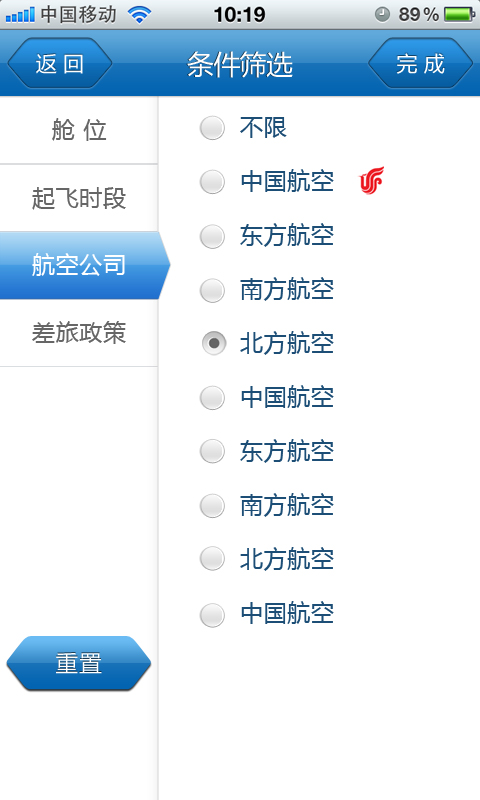 中国移动 10:19 89%
返回 条件筛选 完成
舱位
起飞时段
航空公司
差旅政策
重置
不限
中国航空
东方航空
南方航空
北方航空
中国航空
东方航空
南方航空
北方航空
中国航空